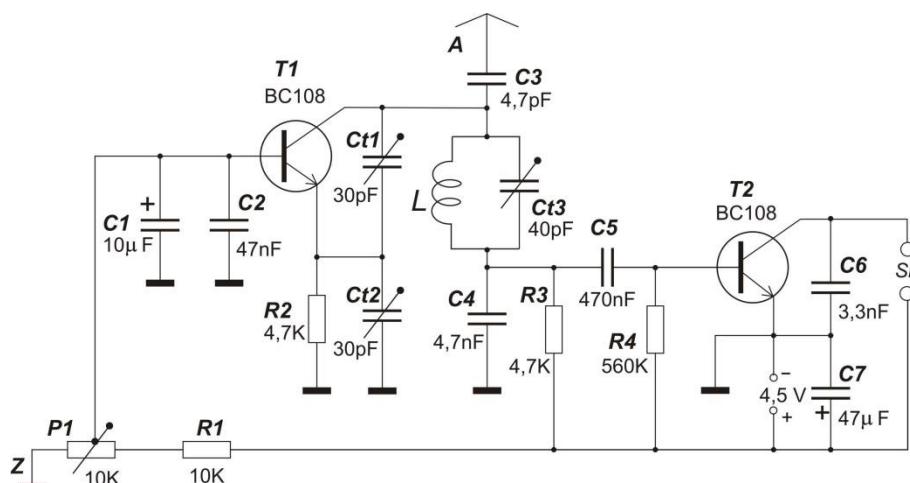 A
C3
4,7pF
T1
BC108
Ct1
30pF
L
Ct3
40pF
T2
BC108
C1
+
10µF
C2
47nF
C5
470nF
C6
3,3nF
R2
4,7K
Ct2
30pF
C4
4,7nF
R3
4,7K
R4
560K
−
4,5 V
+
C7
+
47µF
P1
10K
R1
10K
Z